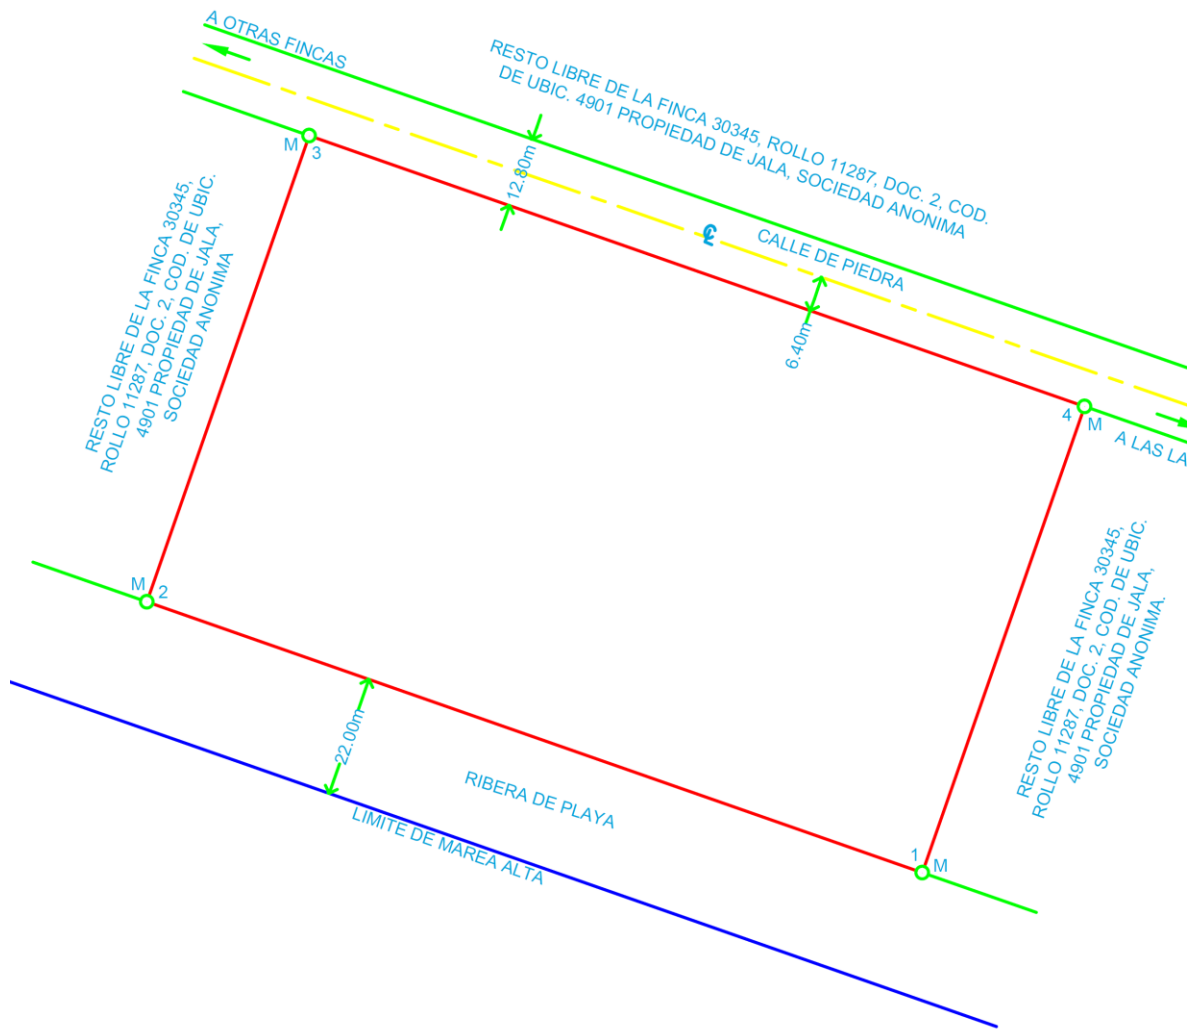 A OTRAS FINCAS
RESTO LIBRE DE LA FINCA 30345, ROLLO 11287, DOC. 2, COD.
DE UBIC. 4901 PROPIEDAD DE JALA, SOCIEDAD ANONIMA
M
3
12.80m
℄
CALLE DE PIEDRA
6.40m
RESTO LIBRE DE LA FINCA 30345,
ROLLO 11287, DOC. 2, COD. DE UBIC.
4901 PROPIEDAD DE JALA,
SOCIEDAD ANONIMA
4
M
A LAS LA
M
2
RESTO LIBRE DE LA FINCA 30345,
ROLLO 11287, DOC. 2, COD. DE UBIC.
4901 PROPIEDAD DE JALA,
SOCIEDAD ANONIMA.
22.00m
RIBERA DE PLAYA
LIMITE DE MAREA ALTA
1
M